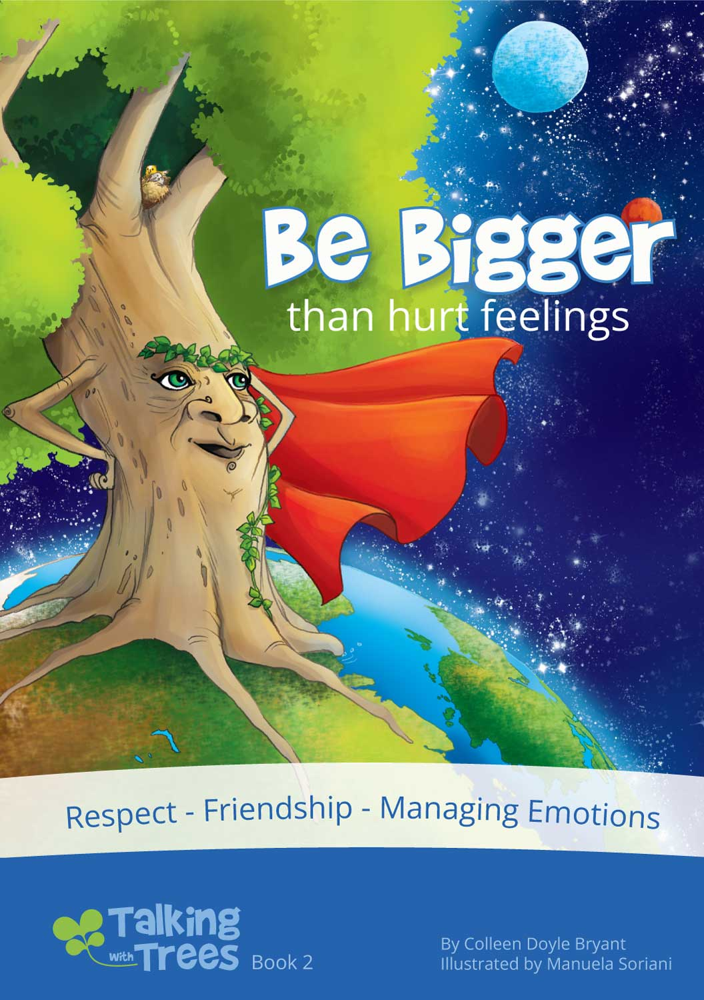 Be Bigger
than hurt feelings
Respect - Friendship - Managing Emotions
Talking
with Trees
Book 2
By Colleen Doyle Bryant
Illustrated by Manuela Soriani